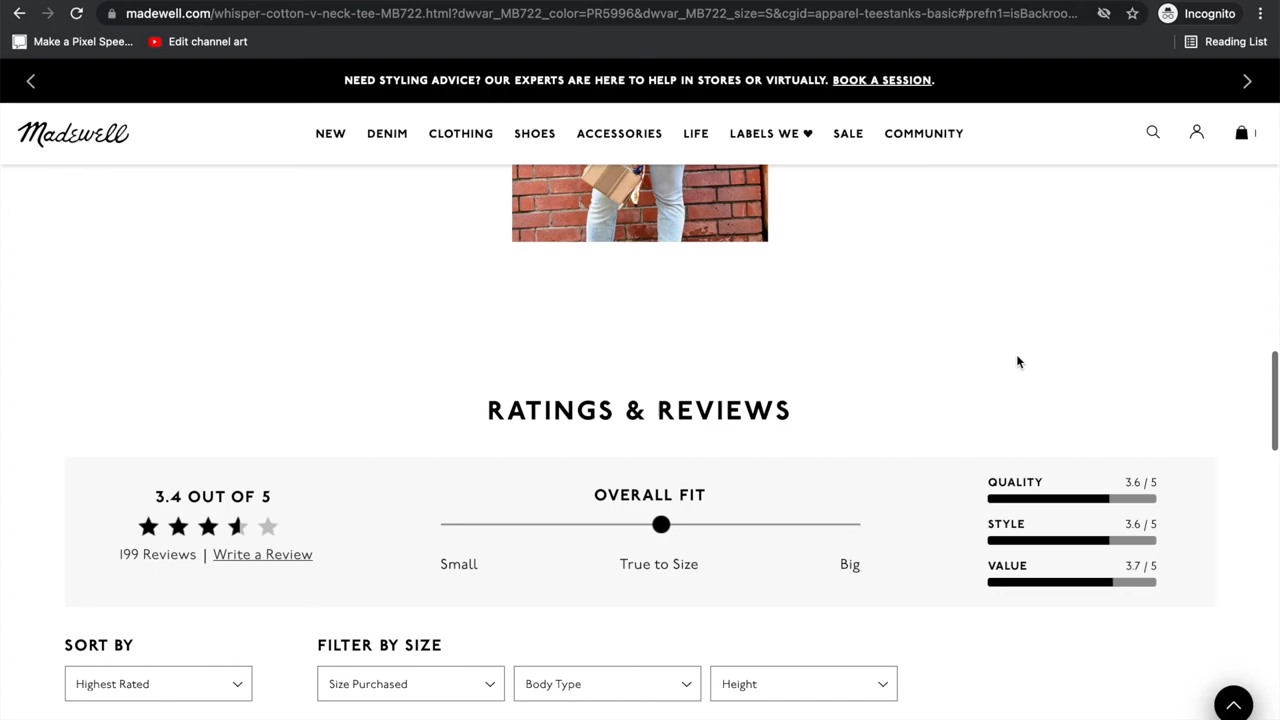 madewell.com/whisper-cotton-v-neck-tee-MB722.html?dwvar_MB722_color=PR5996&dwvar_MB722_size=S&cgid=apparel-teestanks-basic#prefn1=isBackroo... Incognito
Make a Pixel Spee... Edit channel art Reading List
NEED STYLING ADVICE? OUR EXPERTS ARE HERE TO HELP IN STORES OR VIRTUALLY. BOOK A SESSION.
Madewell NEW DENIM CLOTHING SHOES ACCESSORIES LIFE LABELS WE ♥ SALE COMMUNITY 1
RATINGS & REVIEWS
3.4 OUT OF 5
199 Reviews | Write a Review
OVERALL FIT
Small True to Size Big
QUALITY 3.6 / 5
STYLE 3.6 / 5
VALUE 3.7 / 5
SORT BY FILTER BY SIZE
Highest Rated Size Purchased Body Type Height